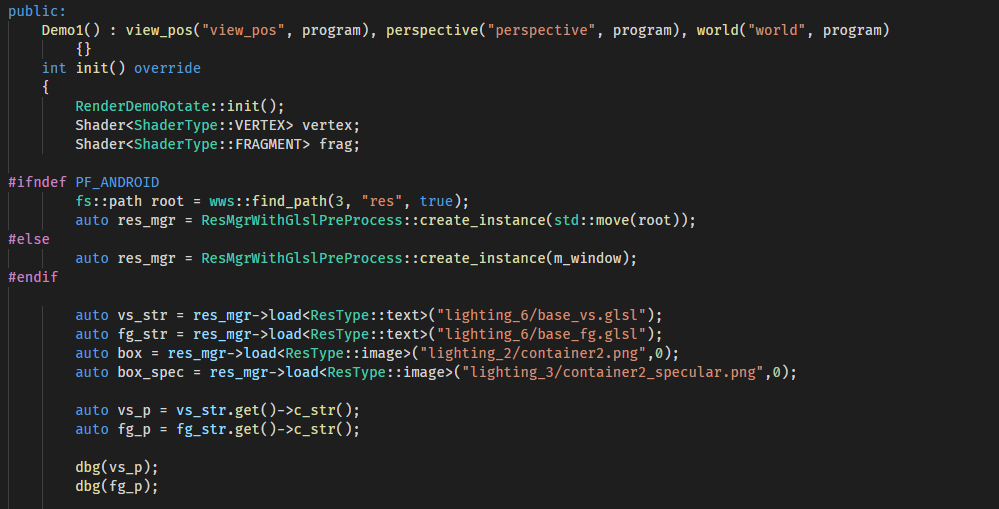 public:
    Demo1() : view_pos("view_pos", program), perspective("perspective", program), world("world", program)
        {}
    int init() override
    {
        RenderDemoRotate::init();
        Shader<ShaderType::VERTEX> vertex;
        Shader<ShaderType::FRAGMENT> frag;
#ifndef PF_ANDROID
        fs::path root = wws::find_path(3, "res", true);
        auto res_mgr = ResMgrWithGlslPreProcess::create_instance(std::move(root));
#else
        auto res_mgr = ResMgrWithGlslPreProcess::create_instance(m_window);
#endif
        auto vs_str = res_mgr->load<ResType::text>("lighting_6/base_vs.glsl");
        auto fg_str = res_mgr->load<ResType::text>("lighting_6/base_fg.glsl");
        auto box = res_mgr->load<ResType::image>("lighting_2/container2.png",0);
        auto box_spec = res_mgr->load<ResType::image>("lighting_3/container2_specular.png",0);
        auto vs_p = vs_str.get()->c_str();
        auto fg_p = fg_str.get()->c_str();
        dbg(vs_p);
        dbg(fg_p);